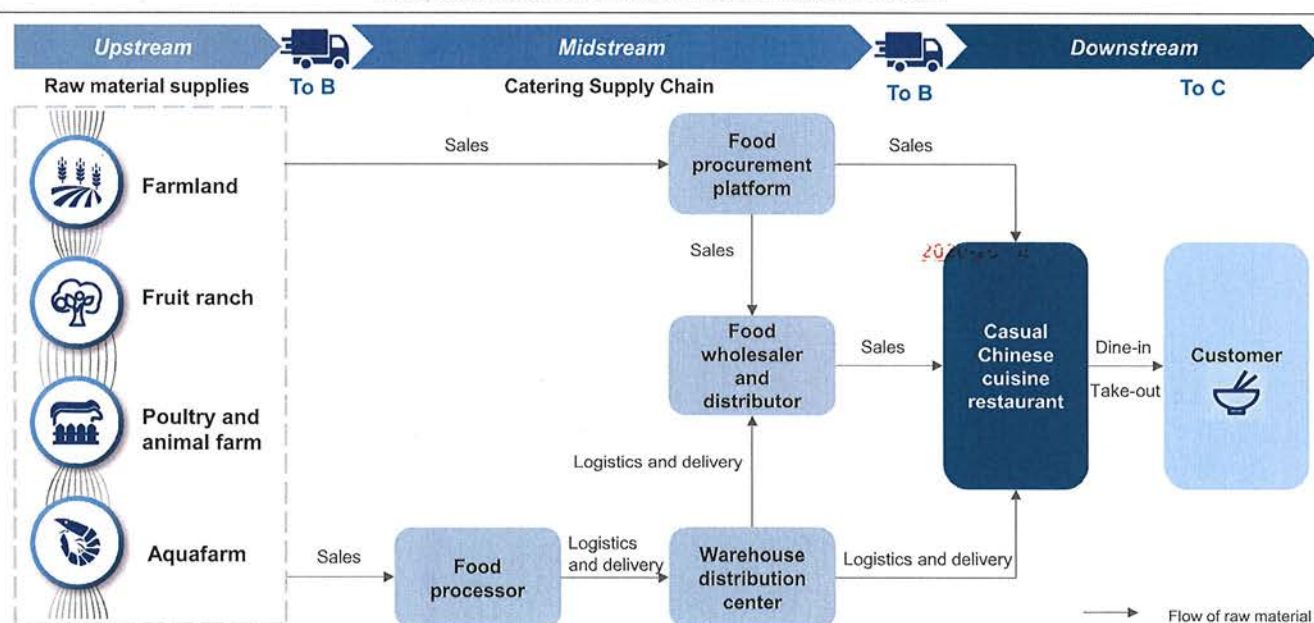 Upstream
Midstream
Downstream
Raw material supplies
To B
Catering Supply Chain
To B
To C
Farmland
Fruit ranch
Poultry and
animal farm
Aquafarm
Sales
Food
procurement
platform
Sales
Sales
Food
wholesaler
and
distributor
Sales
Casual
Chinese
cuisine
restaurant
Dine-in
Take-out
Customer
Logistics and delivery
Sales
Food
processor
Logistics
and delivery
Warehouse
distribution
center
Logistics and delivery
Flow of raw material